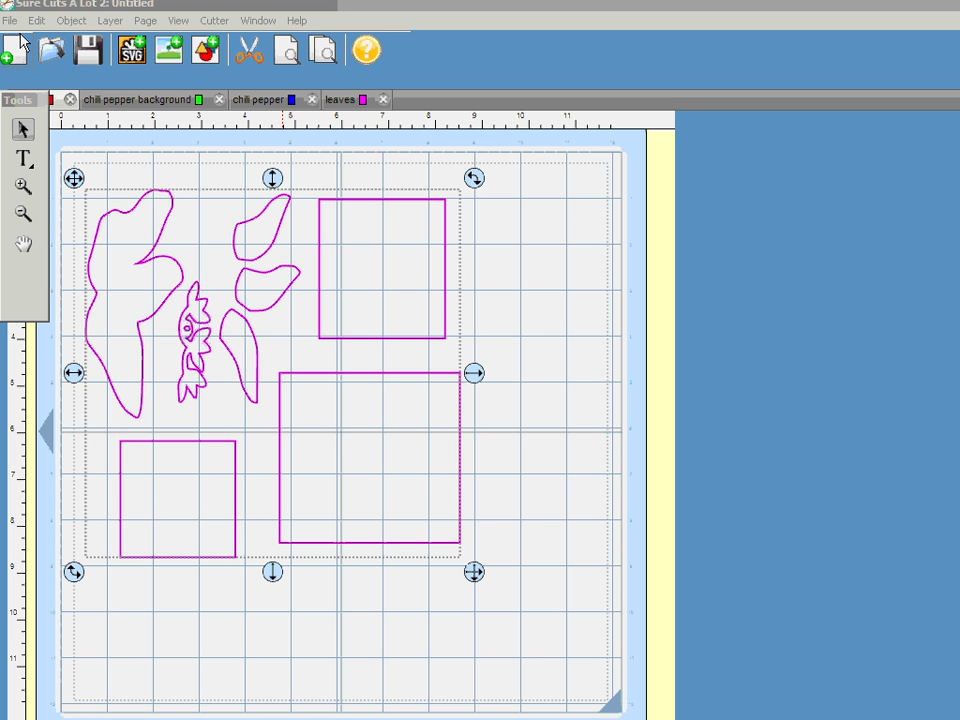 Sure Cuts A Lot 2: Untitled
File Edit Object Layer Page View Cutter Window Help
SVG
Tools
chili pepper background chili pepper leaves
0 1 2 3 4 5 6 7 8 9 10 11
T
4
5
6
7
8
9
10
11